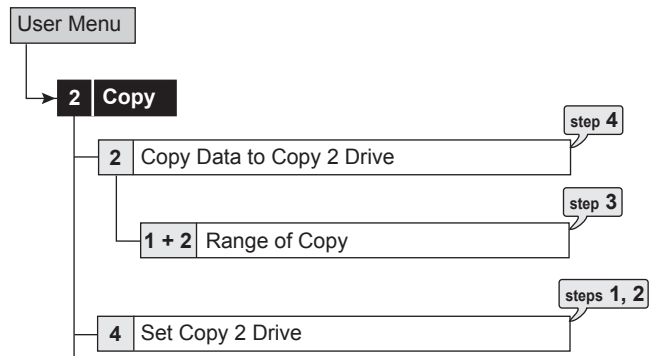 User Menu
2 Copy
step 4
2 Copy Data to Copy 2 Drive
step 3
1 + 2 Range of Copy
steps 1, 2
4 Set Copy 2 Drive